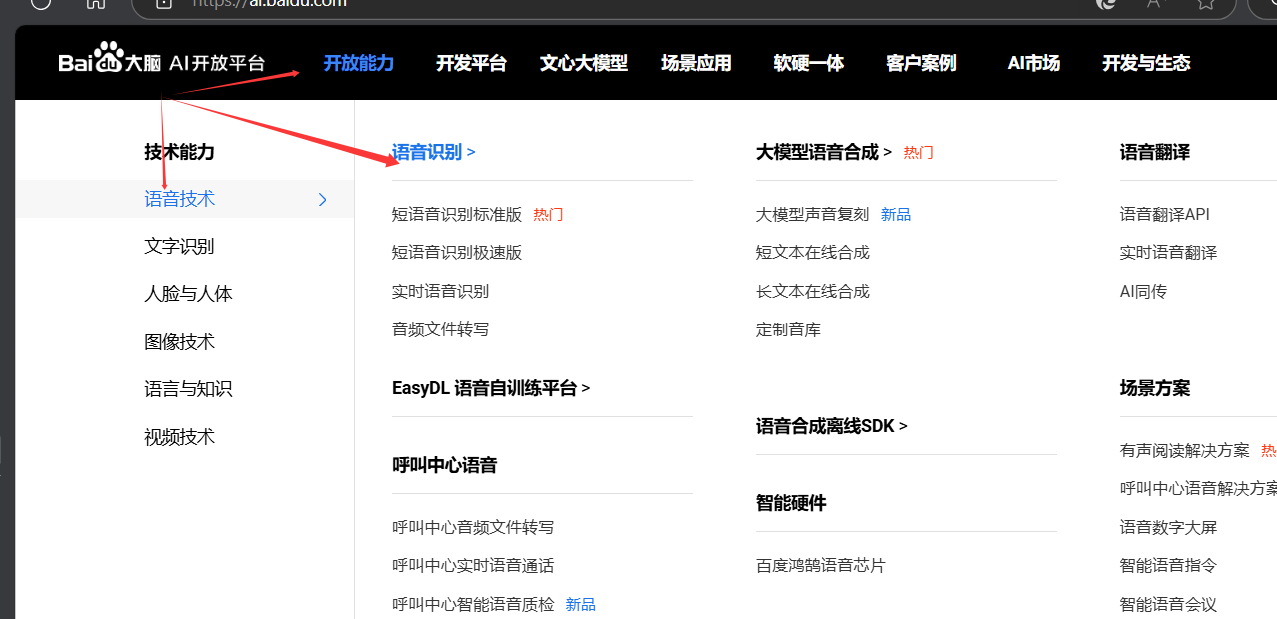 https://ai.baidu.com
Bai du 大脑 AI开放平台 开放能力 开发平台 文心大模型 场景应用 软硬一体 客户案例 AI市场 开发与生态
技术能力
语音技术
文字识别
人脸与人体
图像技术
语言与知识
视频技术
语音识别 >
短语音识别标准版 热门
短语音识别极速版
实时语音识别
音频文件转写
EasyDL 语音自训练平台 >
呼叫中心语音
呼叫中心音频文件转写
呼叫中心实时语音通话
呼叫中心智能语音质检 新品
大模型语音合成 > 热门
大模型声音复刻 新品
短文本在线合成
长文本在线合成
定制音库
语音合成离线SDK >
智能硬件
百度鸿鹄语音芯片
语音翻译
语音翻译API
实时语音翻译
AI同传
场景方案
有声阅读解决方案 热
呼叫中心语音解决方案
语音数字大屏
智能语音指令
智能语音会议